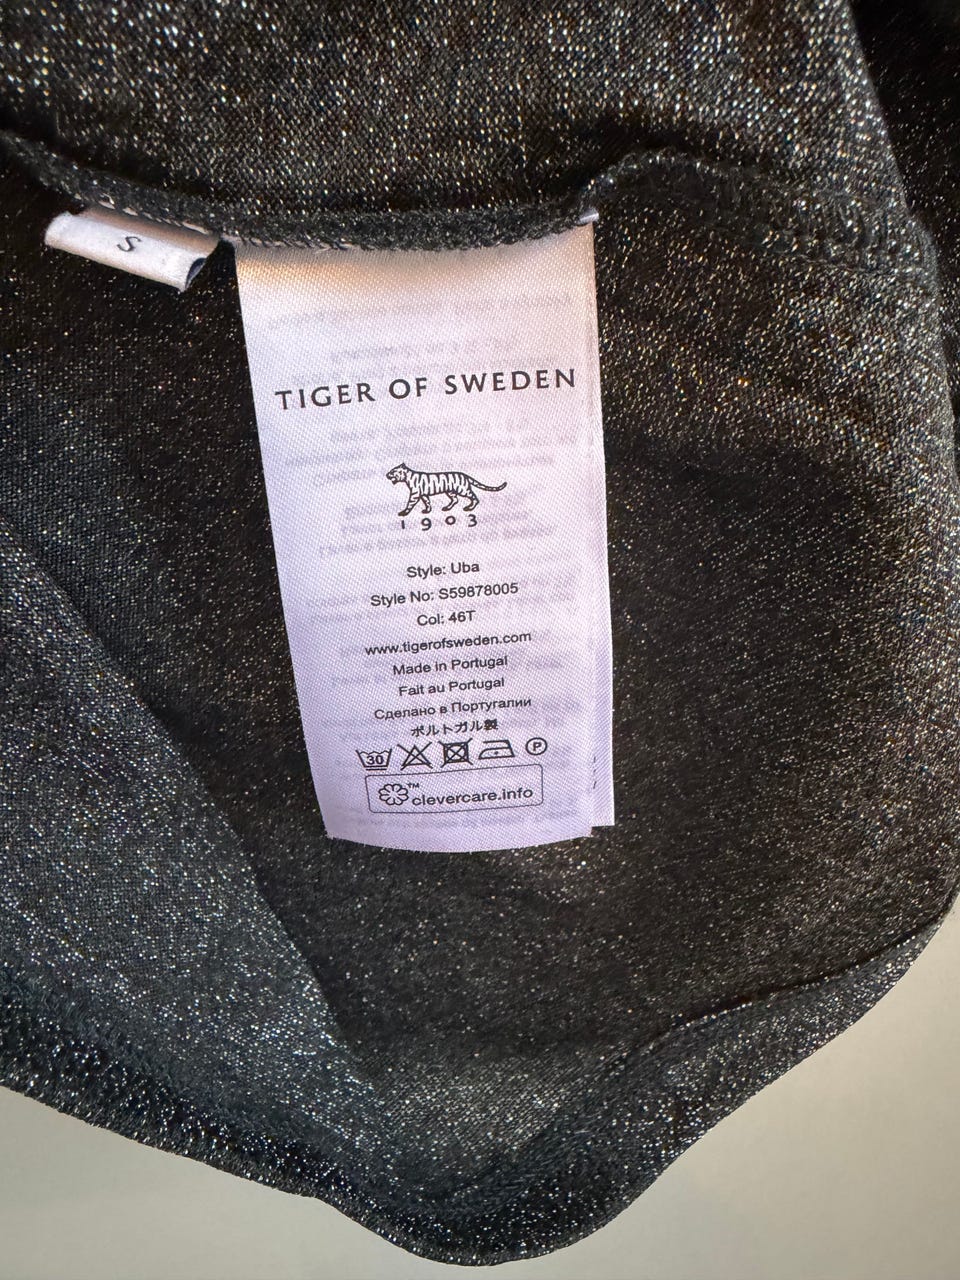 S
TIGER OF SWEDEN
1903
Style: Uba
Style No: S59878005
Col: 46T
www.tigerofsweden.com
Made in Portugal
Fait au Portugal
Сделано в Португалии
ポルトガル製
30 P
™ clevercare.info